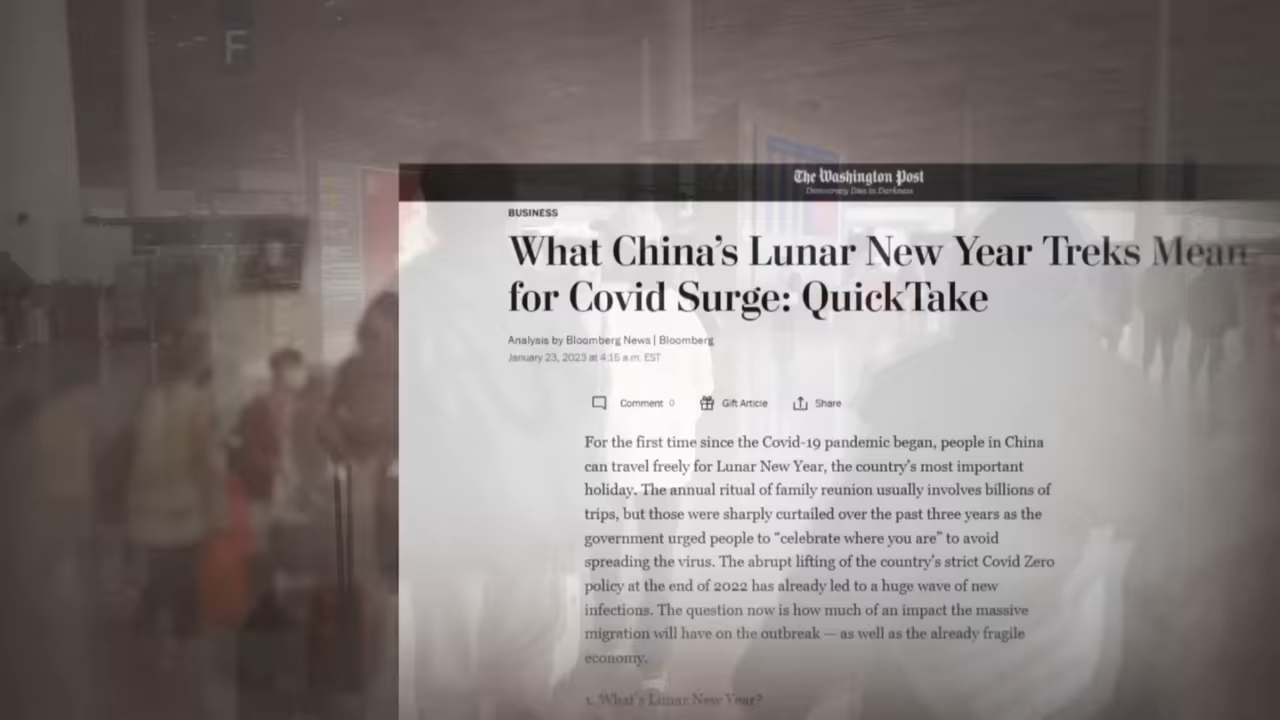 F
The Washington Post
Democracy Dies in Darkness
BUSINESS
What China's Lunar New Year Treks Mean
for Covid Surge: QuickTake
Analysis by Bloomberg News | Bloomberg
January 23, 2023 at 4:15 a.m. EST
Comment 0 Gift Article Share
For the first time since the Covid-19 pandemic began, people in China
can travel freely for Lunar New Year, the country's most important
holiday. The annual ritual of family reunion usually involves billions of
trips, but those were sharply curtailed over the past three years as the
government urged people to “celebrate where you are” to avoid
spreading the virus. The abrupt lifting of the country's strict Covid Zero
policy at the end of 2022 has already led to a huge wave of new
infections. The question now is how much of an impact the massive
migration will have on the outbreak — as well as the already fragile
economy.
1. What's Lunar New Year?